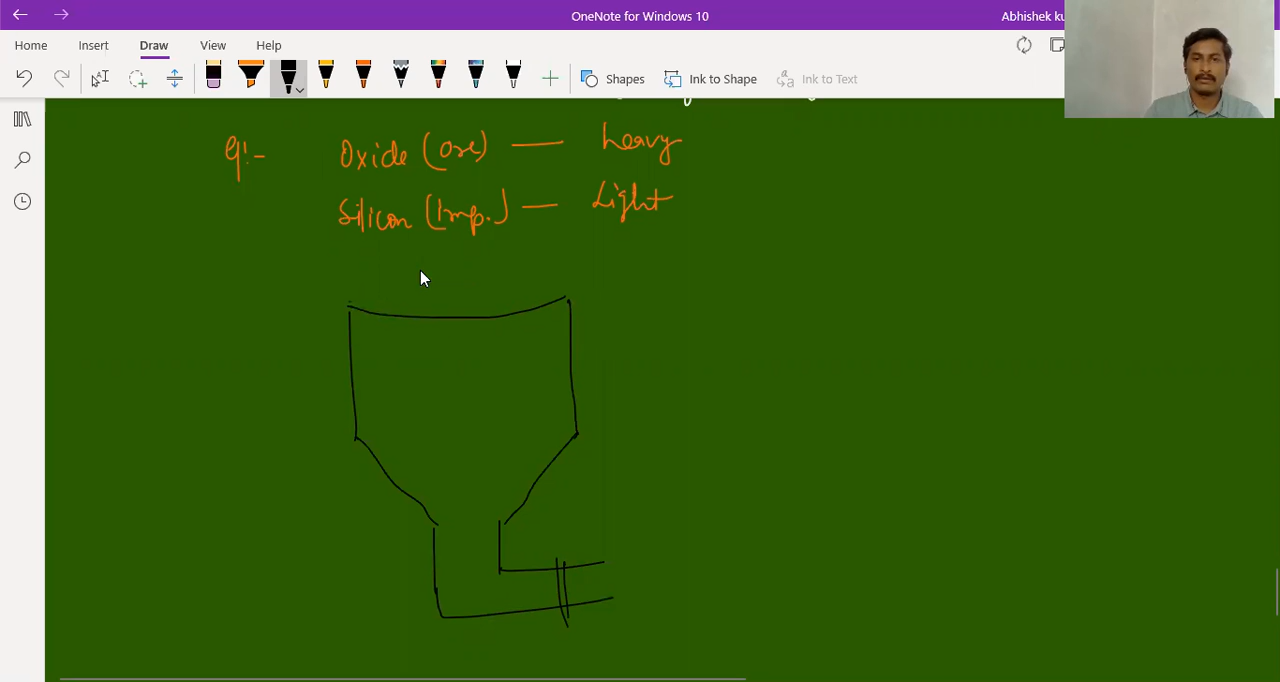 OneNote for Windows 10
Abhishek ku
Home Insert Draw View Help
Shapes Ink to Shape Ink to Text
9:- Oxide (Ore) — heavy
Silicon (Imp.) — Light